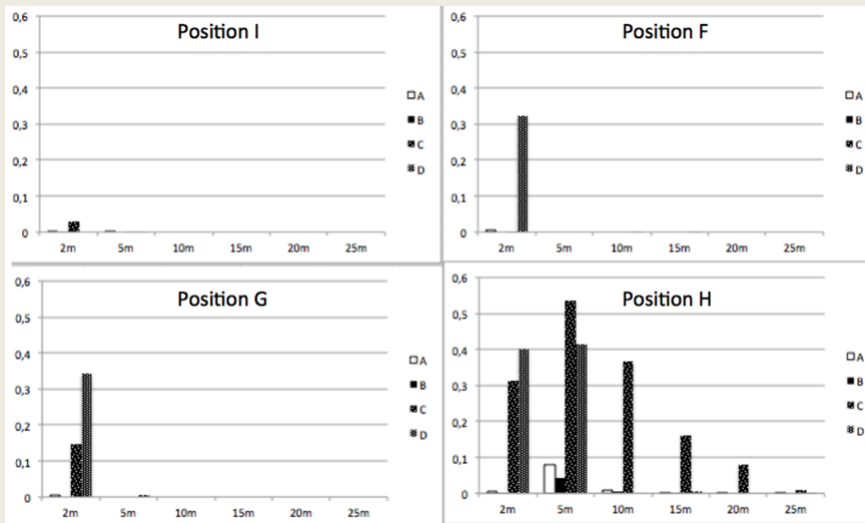 Position I
0,6
0,5
0,4
0,3
0,2
0,1
0
2m 5m 10m 15m 20m 25m
A
B
C
D
Position F
0,6
0,5
0,4
0,3
0,2
0,1
0
2m 5m 10m 15m 20m 25m
A
B
C
D
Position G
0,6
0,5
0,4
0,3
0,2
0,1
0
2m 5m 10m 15m 20m 25m
A
B
C
D
Position H
0,6
0,5
0,4
0,3
0,2
0,1
0
2m 5m 10m 15m 20m 25m
A
B
C
D